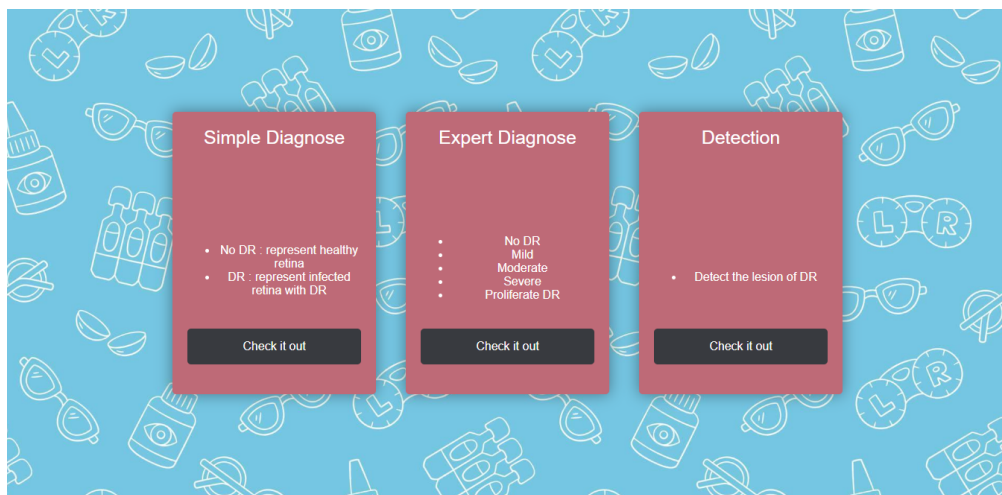 Simple Diagnose
No DR : represent healthy
retina
DR : represent infected
retina with DR
Check it out
Expert Diagnose
No DR
Mild
Moderate
Severe
Proliferate DR
Check it out
Detection
Detect the lesion of DR
Check it out
L R
L R
L R
L
L R
L
L R